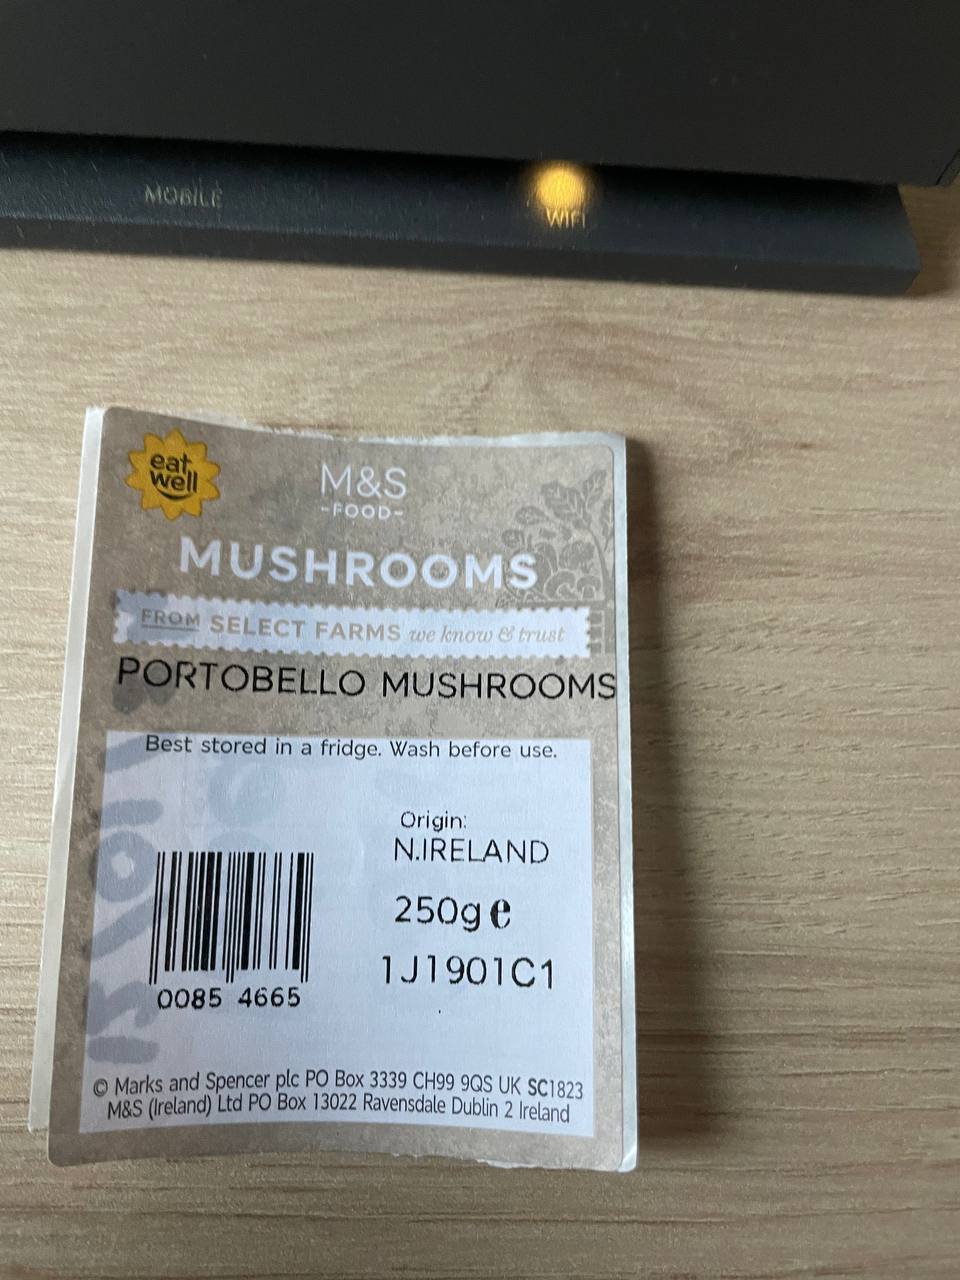 MOBILE
WIFI
eat
well
M&S
-FOOD-
MUSHROOMS
FROM SELECT FARMS we know & trust
PORTOBELLO MUSHROOMS
Best stored in a fridge. Wash before use.
Origin:
N.IRELAND
250g e
1J1901C1
0085 4665
© Marks and Spencer plc PO Box 3339 CH99 9QS UK SC1823
M&S (Ireland) Ltd PO Box 13022 Ravensdale Dublin 2 Ireland